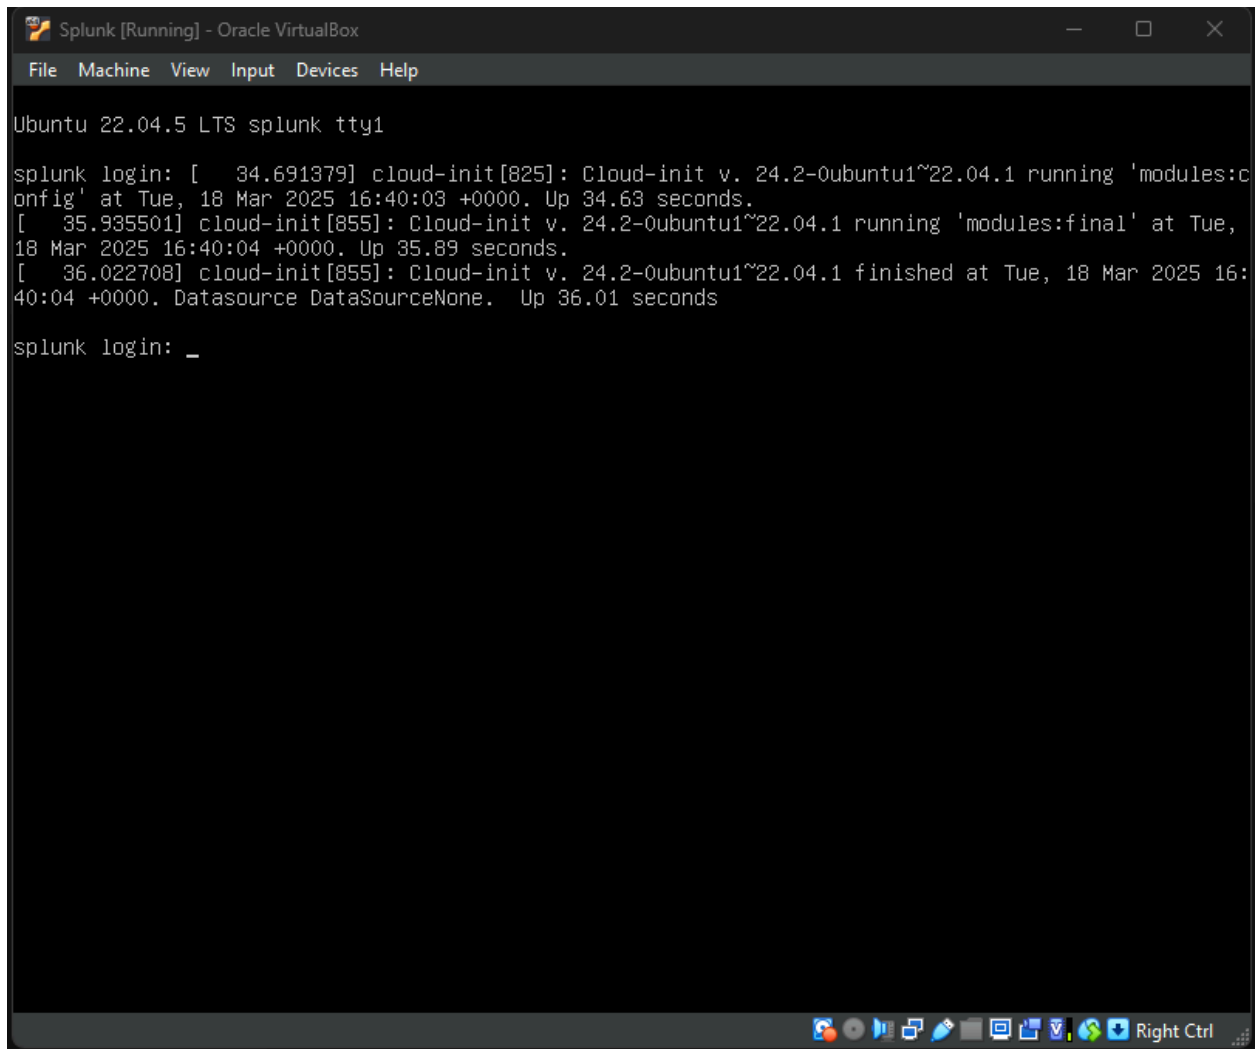 Splunk [Running] - Oracle VirtualBox
File Machine View Input Devices Help
Ubuntu 22.04.5 LTS splunk tty1
splunk login: [   34.691379] cloud-init[825]: Cloud-init v. 24.2-0ubuntu1~22.04.1 running 'modules:c
onfig' at Tue, 18 Mar 2025 16:40:03 +0000. Up 34.63 seconds.
[   35.935501] cloud-init[855]: Cloud-init v. 24.2-0ubuntu1~22.04.1 running 'modules:final' at Tue,
18 Mar 2025 16:40:04 +0000. Up 35.89 seconds.
[   36.022708] cloud-init[855]: Cloud-init v. 24.2-0ubuntu1~22.04.1 finished at Tue, 18 Mar 2025 16:
40:04 +0000. Datasource DataSourceNone.  Up 36.01 seconds
splunk login: _
Right Ctrl